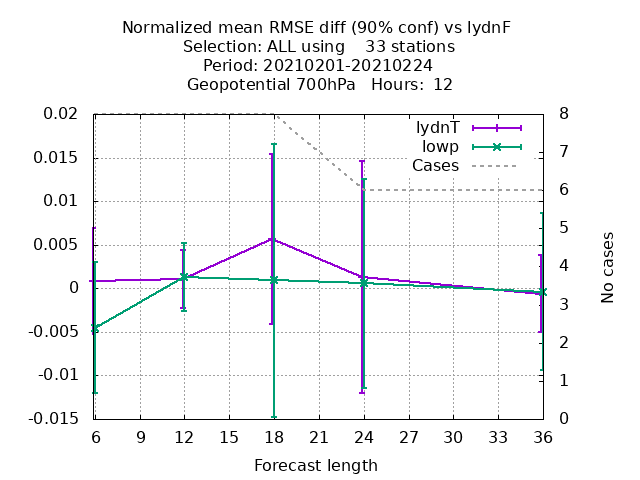 Normalized mean RMSE diff (90% conf) vs lydnF
Selection: ALL using    33 stations
Period: 20210201-20210224
Geopotential 700hPa   Hours:  12
0.02
0.015
0.01
0.005
0
-0.005
-0.01
-0.015
8
7
6
5
4
3
2
1
0
lydnT
lowp
Cases
No cases
6 9 12 15 18 21 24 27 30 33 36
Forecast length